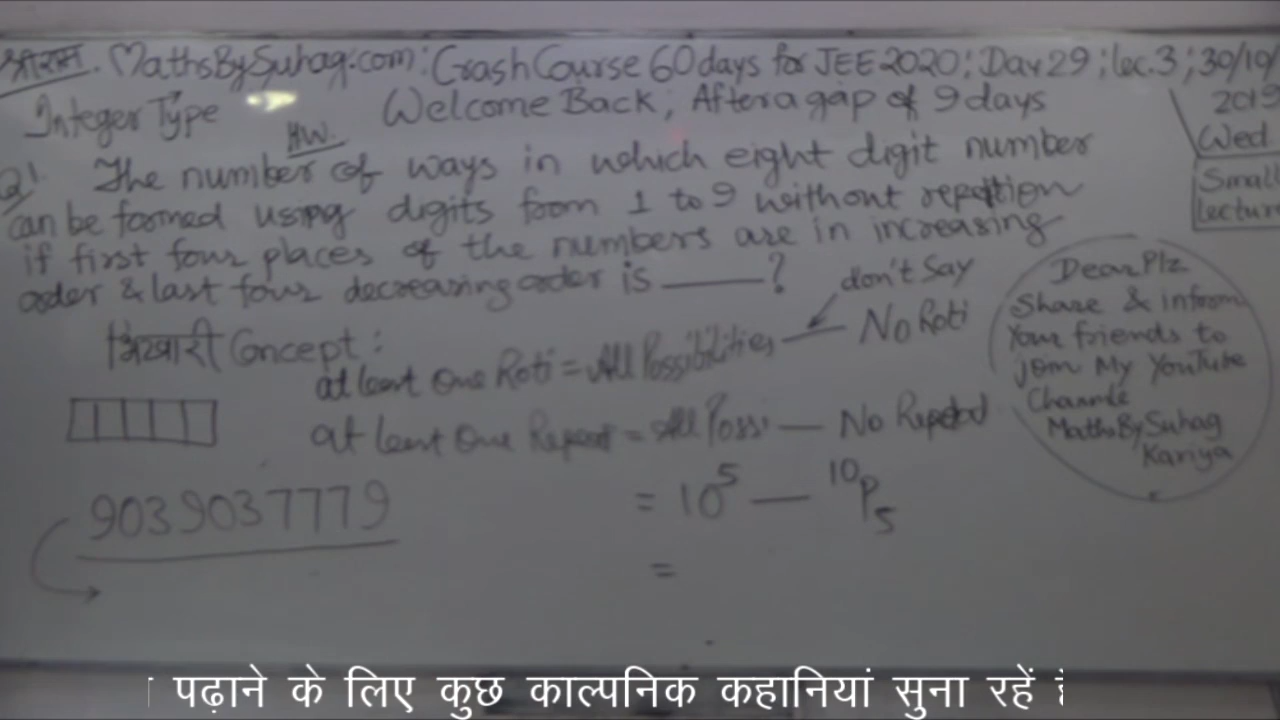 श्रीराम. MathsBySuhag.com: Crash Course 60 days for JEE 2020; Day 29; lec. 3; 30/10/
2019
Wed
Integer Type Welcome Back, After a gap of 9 days
Small
Lecture
H.W.
Q1 The number of ways in which eight digit number
can be formed using digits from 1 to 9 without repetition
if first four places of the numbers are in increasing
order & last four decreasing order is ____?
भिखारी Concept:
at least One Roti = All Possibilities — No Roti
don't Say
at least One Repeat = All Possi — No Repeated
= 10⁵ — ¹⁰P₅
=
9039037779
Dear Plz
Share & inform
Your friends to
join My YouTube
Channle
MathsBySuhag
Kariya
पढ़ाने के लिए कुछ काल्पनिक कहानियां सुना रहें